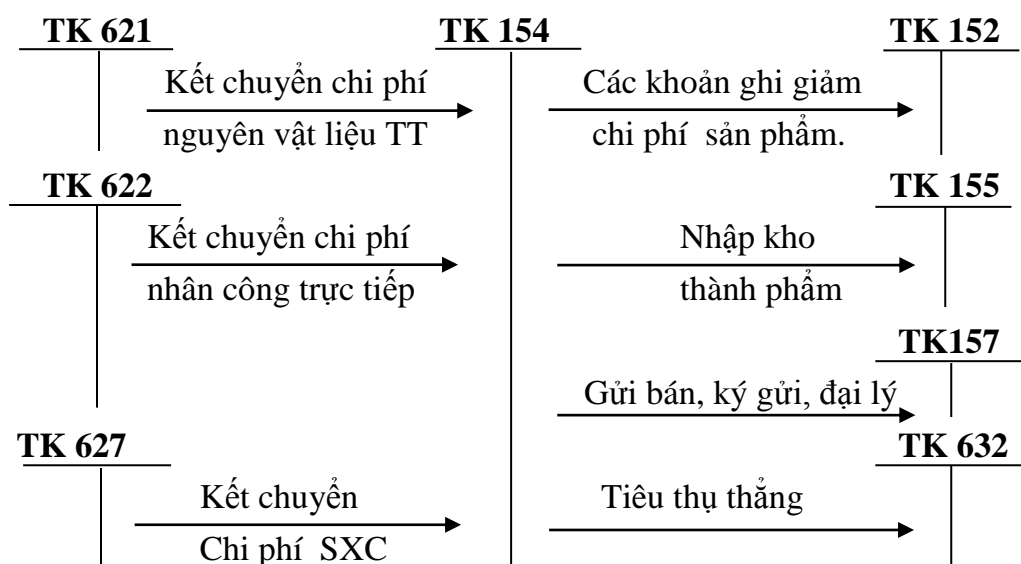 TK 621 TK 154 TK 152
Kết chuyển chi phí Các khoản ghi giảm
nguyên vật liệu TT chi phí sản phẩm.
TK 622 TK 155
Kết chuyển chi phí Nhập kho
nhân công trực tiếp thành phẩm
TK157
Gửi bán, ký gửi, đại lý
TK 627 TK 632
Kết chuyển Tiêu thụ thẳng
Chi phí SXC